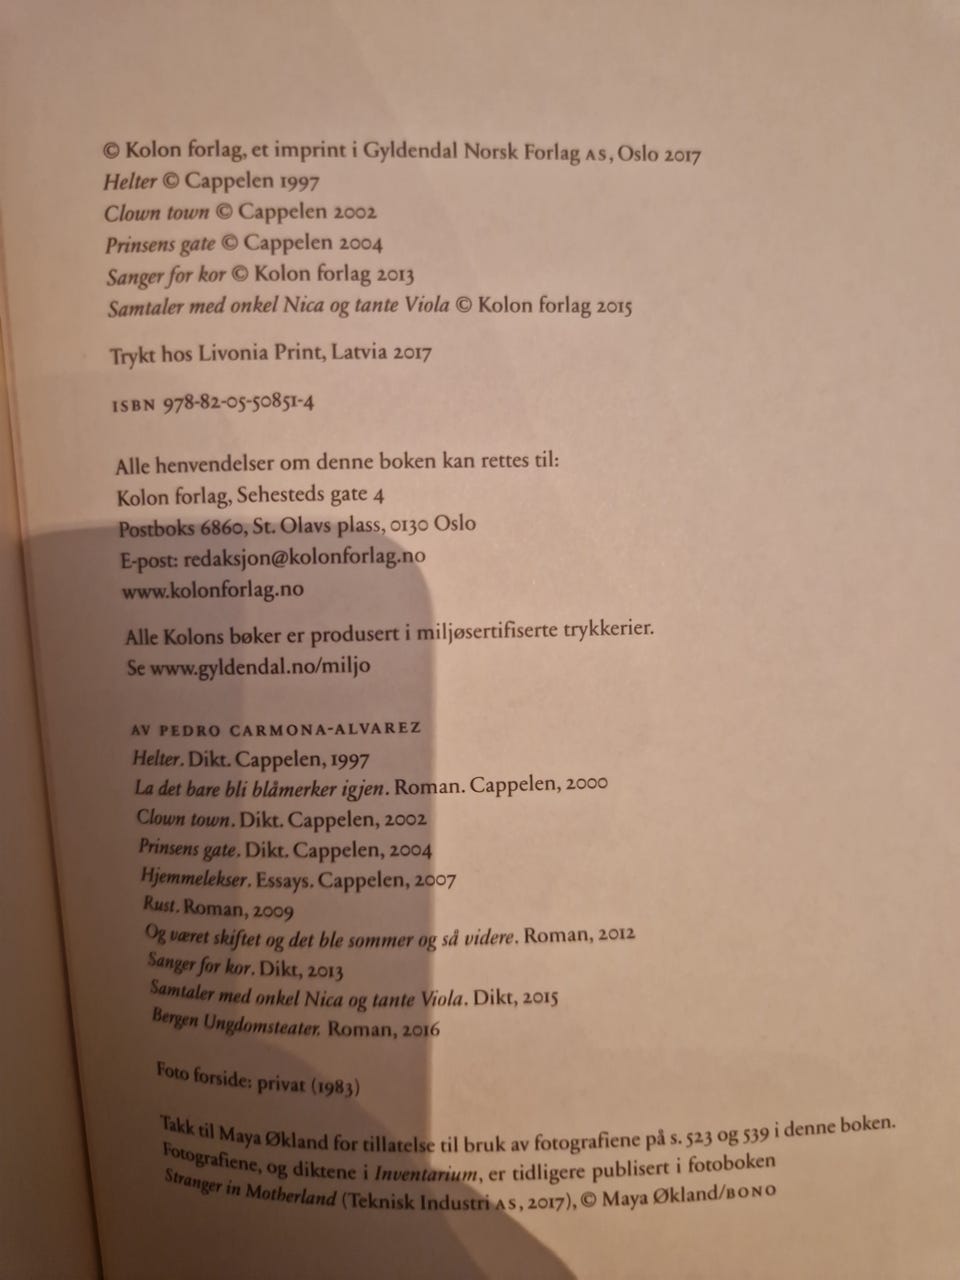 © Kolon forlag, et imprint i Gyldendal Norsk Forlag AS, Oslo 2017
Helter © Cappelen 1997
Clown town © Cappelen 2002
Prinsens gate © Cappelen 2004
Sanger for kor © Kolon forlag 2013
Samtaler med onkel Nica og tante Viola © Kolon forlag 2015
Trykt hos Livonia Print, Latvia 2017
ISBN 978-82-05-50851-4
Alle henvendelser om denne boken kan rettes til:
Kolon forlag, Sehesteds gate 4
Postboks 6860, St. Olavs plass, 0130 Oslo
E-post: redaksjon@kolonforlag.no
www.kolonforlag.no
Alle Kolons bøker er produsert i miljøsertifiserte trykkerier.
Se www.gyldendal.no/miljo
AV PEDRO CARMONA-ALVAREZ
Helter. Dikt. Cappelen, 1997
La det bare bli blåmerker igjen. Roman. Cappelen, 2000
Clown town. Dikt. Cappelen, 2002
Prinsens gate. Dikt. Cappelen, 2004
Hjemmelekser. Essays. Cappelen, 2007
Rust. Roman, 2009
Og været skiftet og det ble sommer og så videre. Roman, 2012
Sanger for kor. Dikt, 2013
Samtaler med onkel Nica og tante Viola. Dikt, 2015
Bergen Ungdomsteater. Roman, 2016
Foto forside: privat (1983)
Takk til Maya Økland for tillatelse til bruk av fotografiene på s. 523 og 539 i denne boken.
Fotografiene, og diktene i Inventarium, er tidligere publisert i fotoboken
Stranger in Motherland (Teknisk Industri AS, 2017), © Maya Økland/BONO